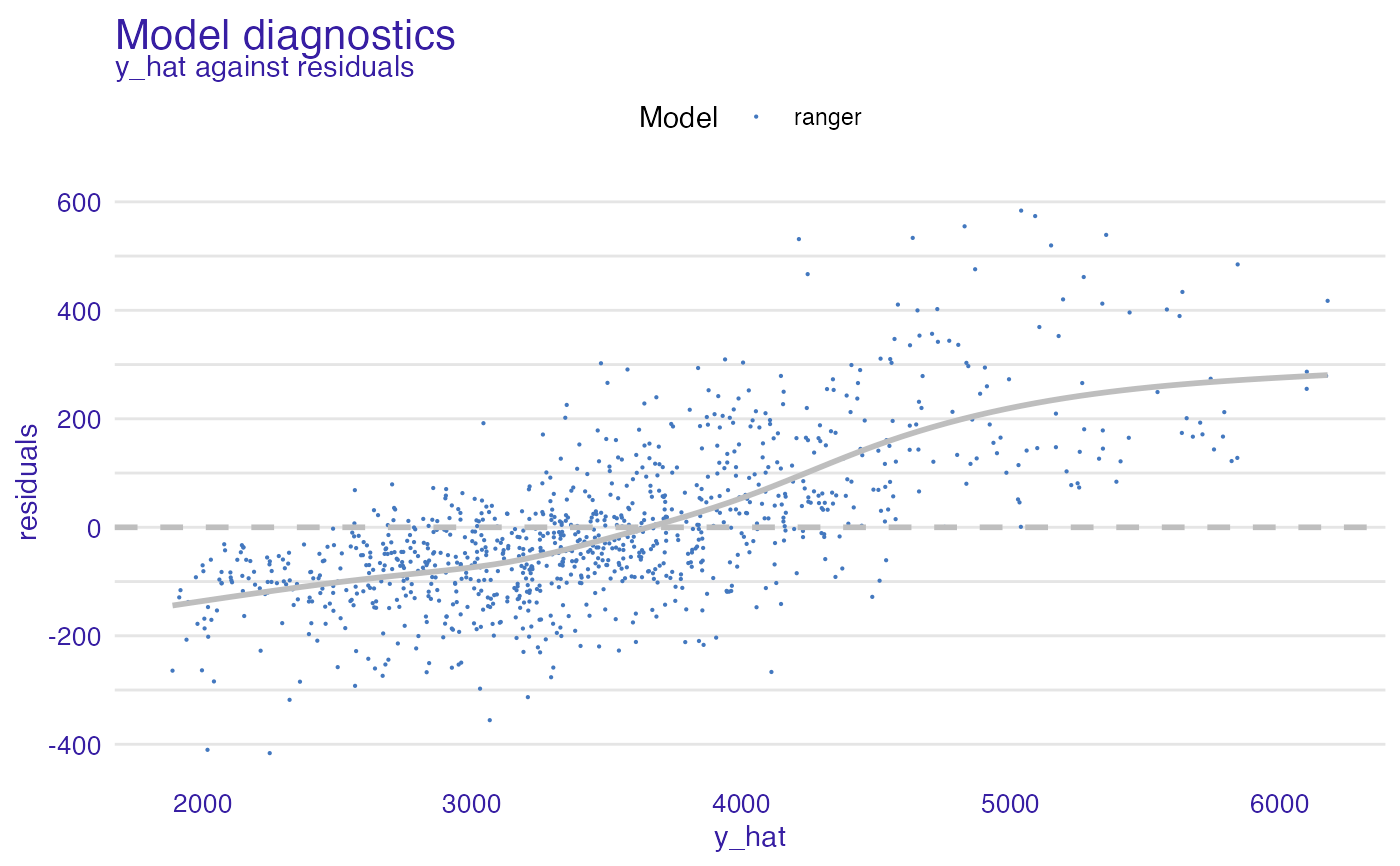 Model diagnostics
y_hat against residuals
Model ranger
600
400
200
0
-200
-400
residuals
2000 3000 4000 5000 6000
y_hat